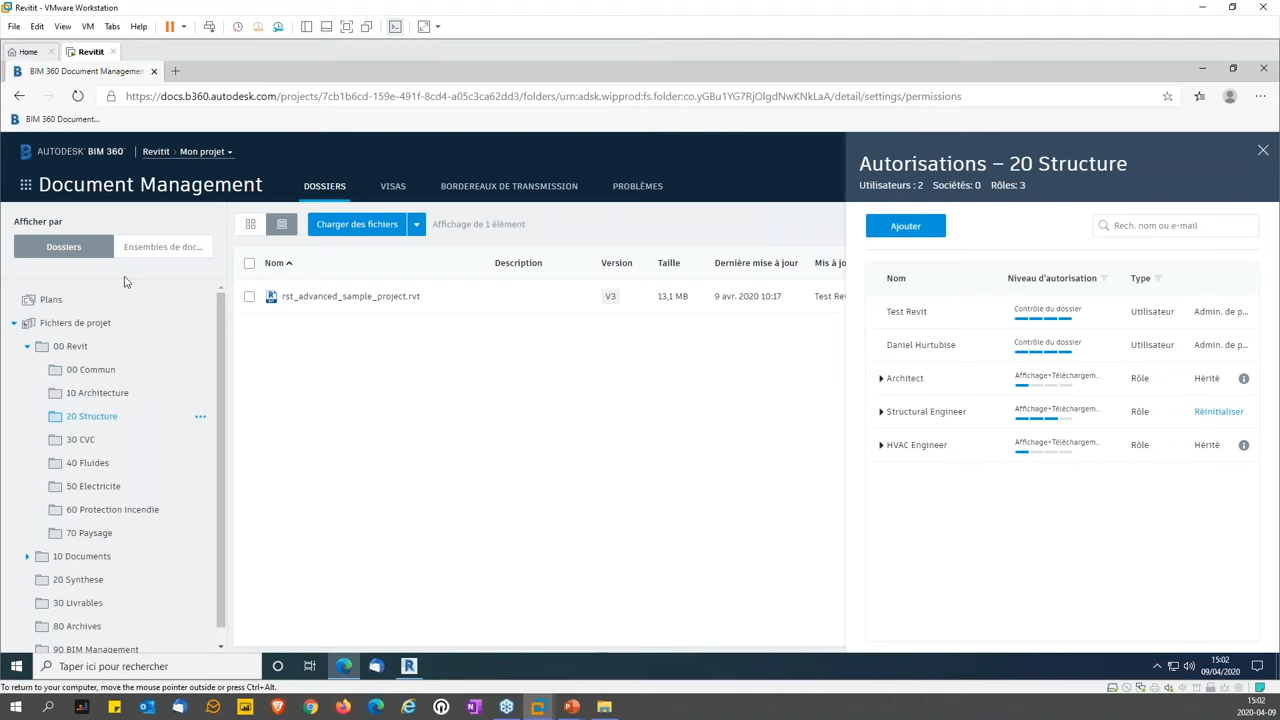 Revitit - VMware Workstation
File Edit View VM Tabs Help
Home Revitit
BIM 360 Document Managemen
https://docs.b360.autodesk.com/projects/7cb1b6cd-159e-491f-8cd4-a05c3ca62dd3/folders/urn:adsk.wipprod:fs.folder:co.yGBu1YG7RjOlgdNwKNkLaA/detail/settings/permissions
BIM 360 Document...
AUTODESK® BIM 360® Revitit Mon projet
Document Management
DOSSIERS VISAS BORDEREAUX DE TRANSMISSION PROBLÈMES
Afficher par
Dossiers Ensembles de doc...
Plans
Fichiers de projet
00 Revit
00 Commun
10 Architecture
20 Structure
30 CVC
40 Fluides
50 Electricite
60 Protection incendie
70 Paysage
10 Documents
20 Synthese
30 Livrables
80 Archives
90 BIM Management
Charger des fichiers Affichage de 1 élément
Nom Description Version Taille Dernière mise à jour Mis à jo
rst_advanced_sample_project.rvt V3 13,1 MB 9 avr. 2020 10:17 Test Re
Autorisations – 20 Structure
Utilisateurs : 2 Sociétés: 0 Rôles: 3
Ajouter Rech. nom ou e-mail
Nom Niveau d'autorisation Type
Test Revit Contrôle du dossier Utilisateur Admin. de p...
Daniel Hurtubise Contrôle du dossier Utilisateur Admin. de p...
Architect Affichage+Téléchargem... Rôle Hérité
Structural Engineer Affichage+Téléchargem... Rôle Réinitialiser
HVAC Engineer Affichage+Téléchargem... Rôle Hérité
Taper ici pour rechercher
15:02
09/04/2020
To return to your computer, move the mouse pointer outside or press Ctrl+Alt.
15:02
2020-04-09